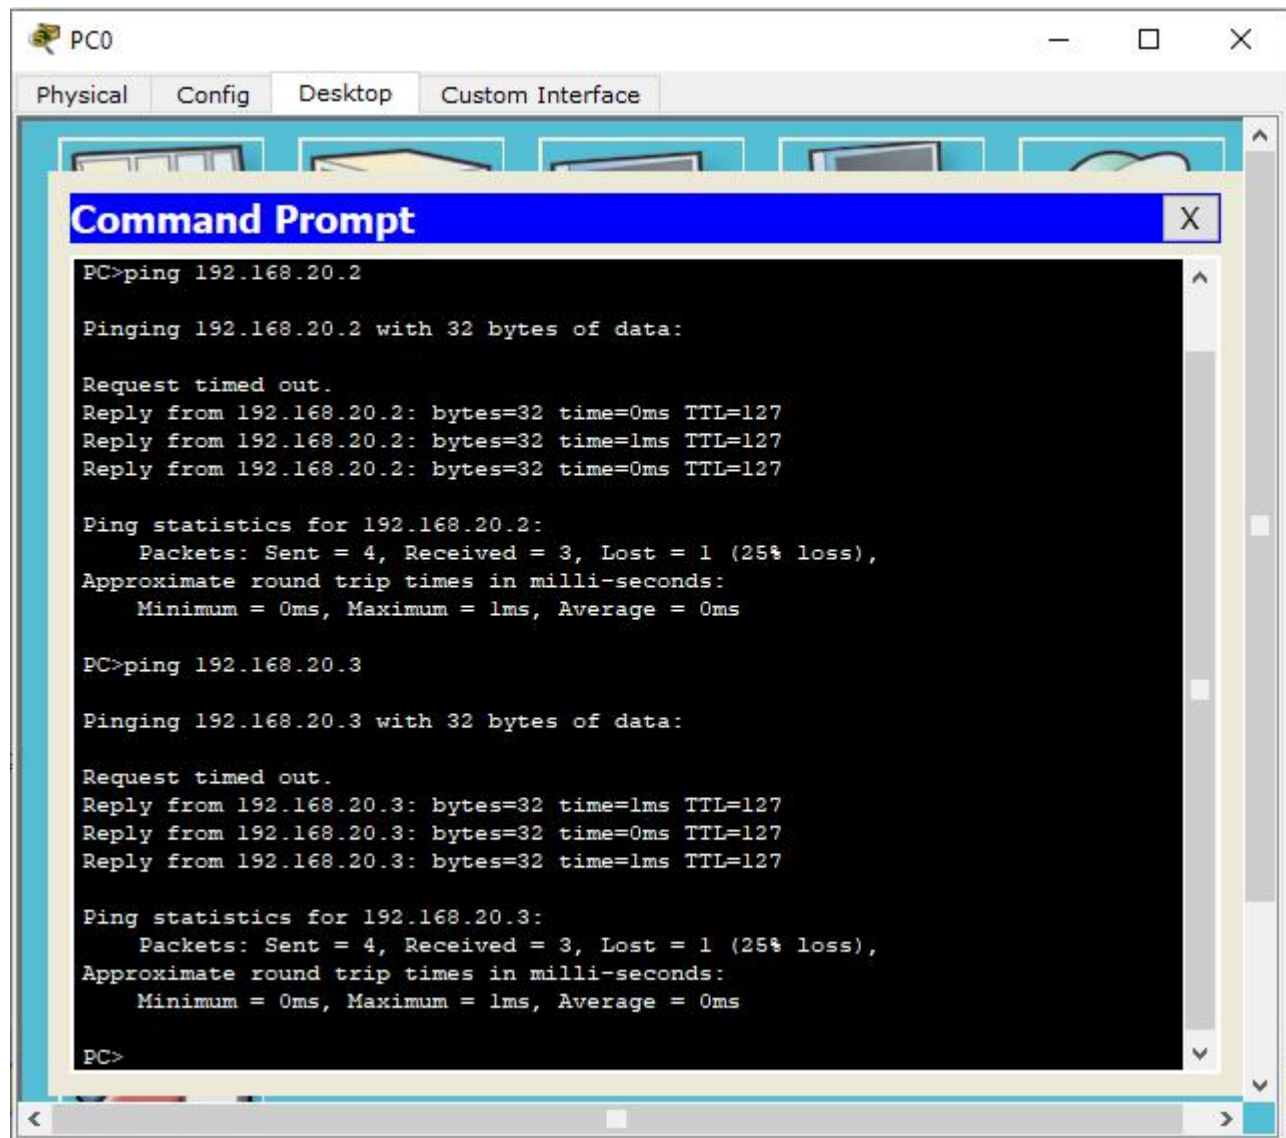 PC0
Physical Config Desktop Custom Interface
Command Prompt
X
PC>ping 192.168.20.2
Pinging 192.168.20.2 with 32 bytes of data:
Request timed out.
Reply from 192.168.20.2: bytes=32 time=0ms TTL=127
Reply from 192.168.20.2: bytes=32 time=1ms TTL=127
Reply from 192.168.20.2: bytes=32 time=0ms TTL=127
Ping statistics for 192.168.20.2:
Packets: Sent = 4, Received = 3, Lost = 1 (25% loss),
Approximate round trip times in milli-seconds:
Minimum = 0ms, Maximum = 1ms, Average = 0ms
PC>ping 192.168.20.3
Pinging 192.168.20.3 with 32 bytes of data:
Request timed out.
Reply from 192.168.20.3: bytes=32 time=1ms TTL=127
Reply from 192.168.20.3: bytes=32 time=0ms TTL=127
Reply from 192.168.20.3: bytes=32 time=1ms TTL=127
Ping statistics for 192.168.20.3:
Packets: Sent = 4, Received = 3, Lost = 1 (25% loss),
Approximate round trip times in milli-seconds:
Minimum = 0ms, Maximum = 1ms, Average = 0ms
PC>